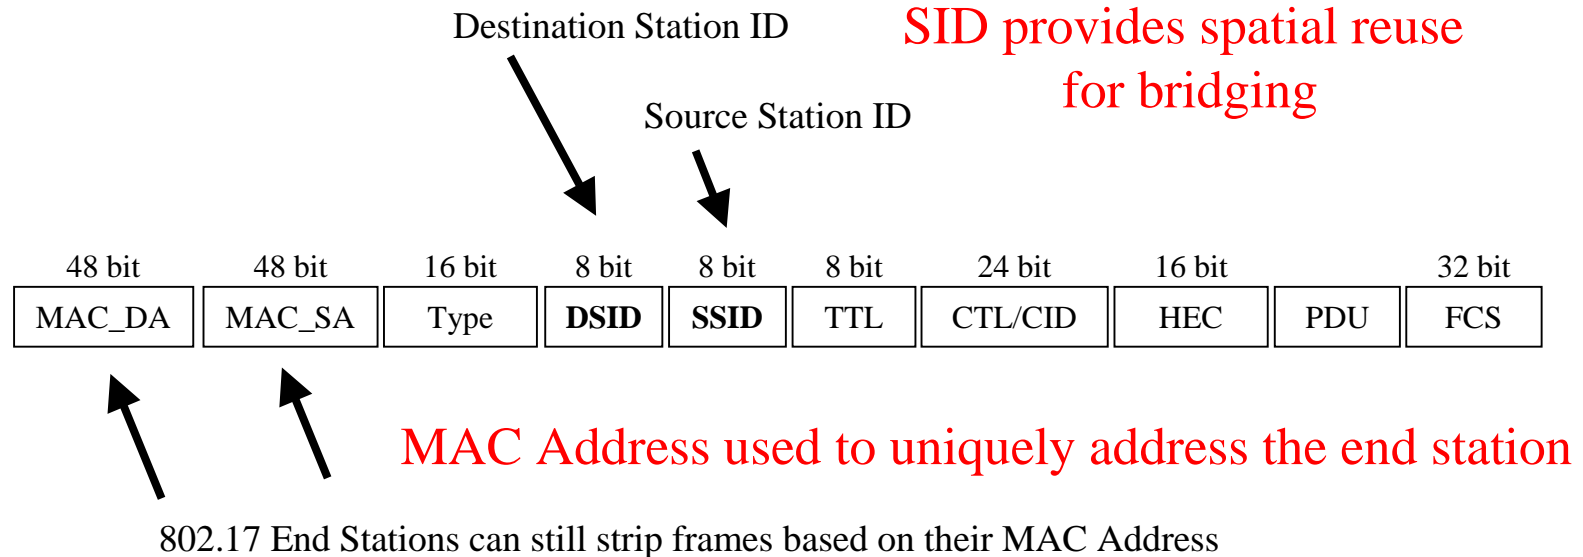 Destination Station ID
SID provides spatial reuse
for bridging
Source Station ID
48 bit 48 bit 16 bit 8 bit 8 bit 8 bit 24 bit 16 bit 32 bit
MAC_DA MAC_SA Type DSID SSID TTL CTL/CID HEC PDU FCS
MAC Address used to uniquely address the end station
802.17 End Stations can still strip frames based on their MAC Address